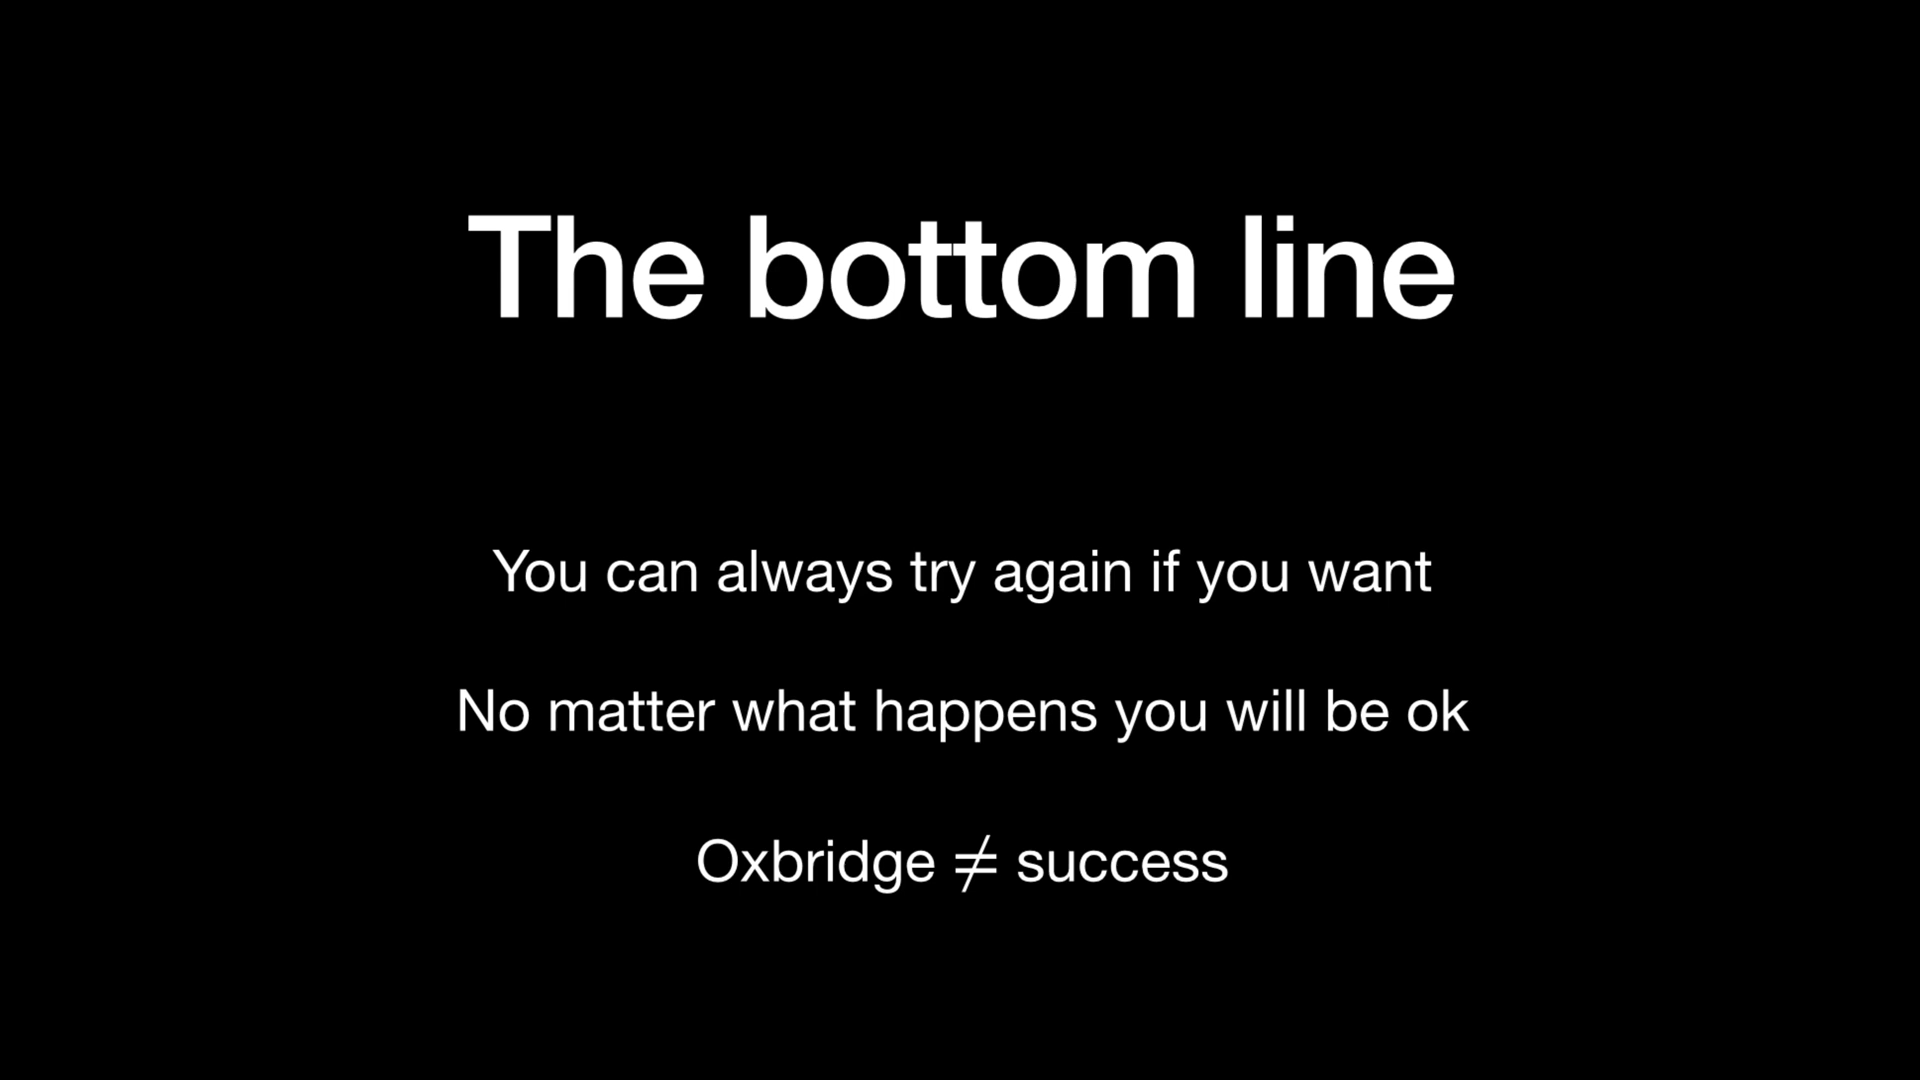 The bottom line
You can always try again if you want
No matter what happens you will be ok
Oxbridge ≠ success